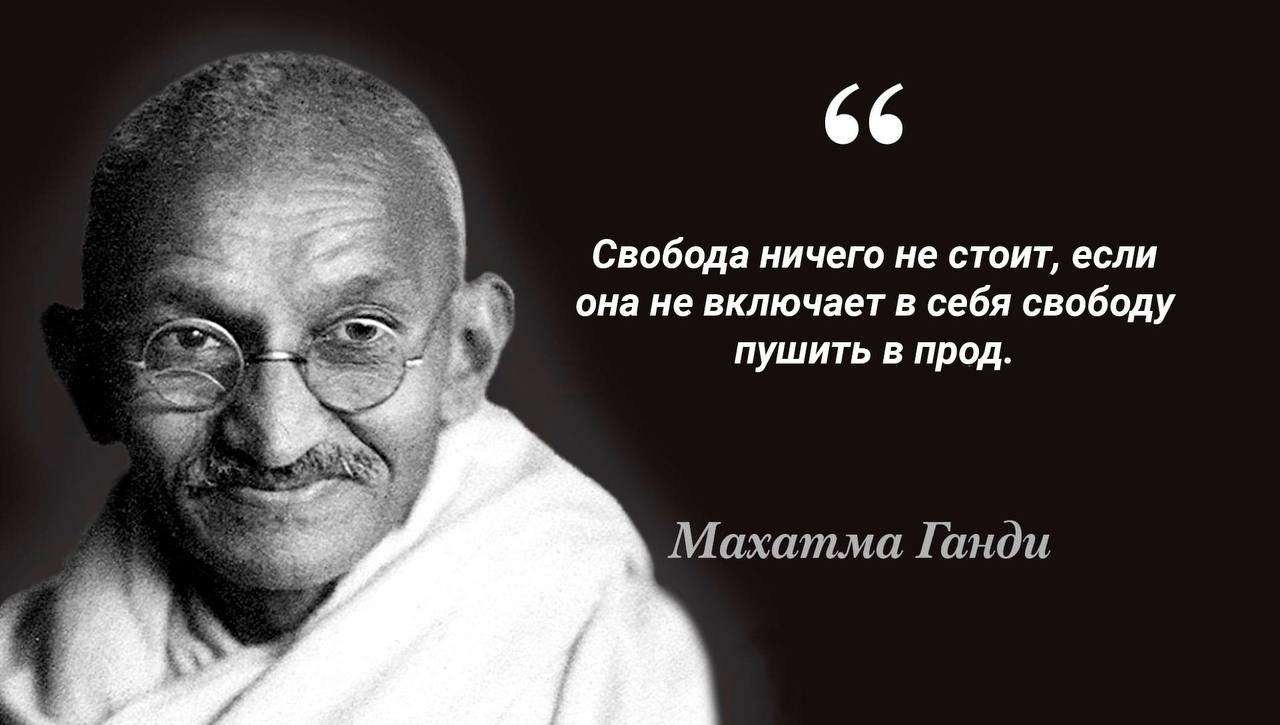 “
Свобода ничего не стоит, если
она не включает в себя свободу
пушить в прод.
Махатма Ганди